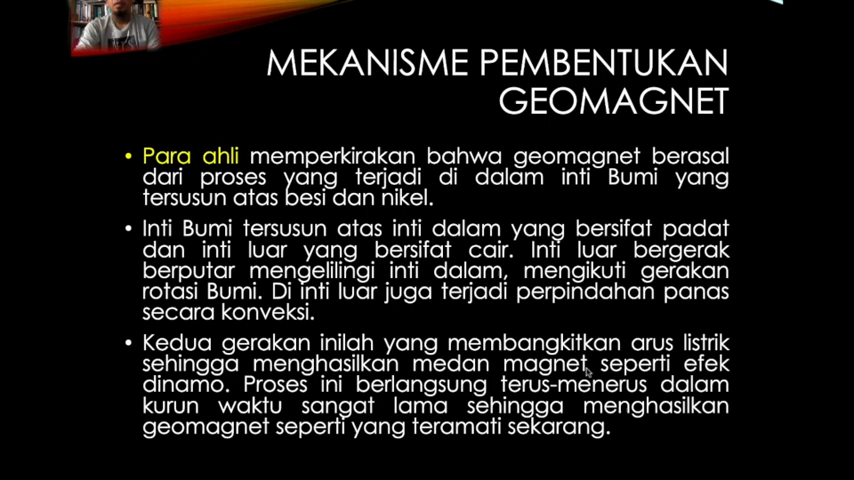 MEKANISME PEMBENTUKAN
GEOMAGNET
• Para ahli memperkirakan bahwa geomagnet berasal
dari proses yang terjadi di dalam inti Bumi yang
tersusun atas besi dan nikel.
• Inti Bumi tersusun atas inti dalam yang bersifat padat
dan inti luar yang bersifat cair. Inti luar bergerak
berputar mengelilingi inti dalam, mengikuti gerakan
rotasi Bumi. Di inti luar juga terjadi perpindahan panas
secara konveksi.
• Kedua gerakan inilah yang membangkitkan arus listrik
sehingga menghasilkan medan magnet seperti efek
dinamo. Proses ini berlangsung terus-menerus dalam
kurun waktu sangat lama sehingga menghasilkan
geomagnet seperti yang teramati sekarang.